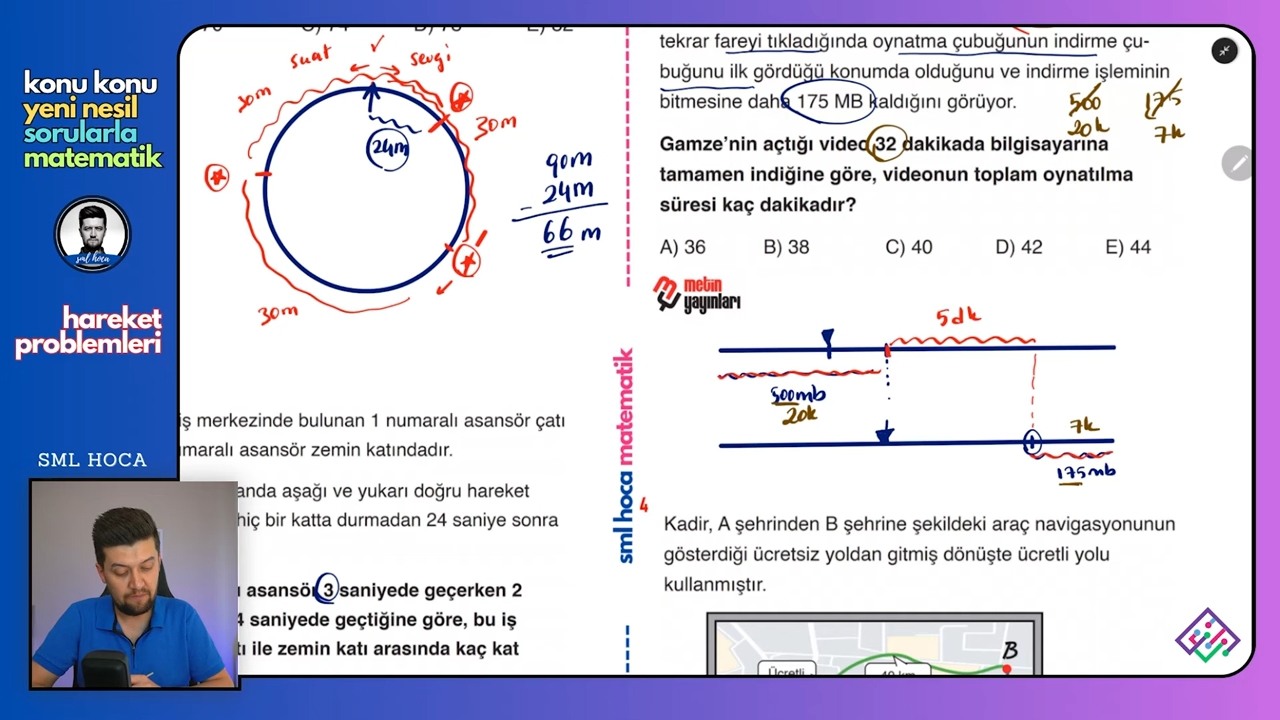 konu konu
yeni nesil
sorularla
matematik
sml hoca
hareket
problemleri
SML HOCA
suat
sevgi
30m
30m
24m
30m
90m
- 24m
66 m
iş merkezinde bulunan 1 numaralı asansör çatı
numaralı asansör zemin katındadır.
anda aşağı ve yukarı doğru hareket
hiç bir katta durmadan 24 saniye sonra
asansör 3 saniyede geçerken 2
4 saniyede geçtiğine göre, bu iş
ile zemin katı arasında kaç kat
sml hoca matematik
tekrar fareyi tıkladığında oynatma çubuğunun indirme çu-
buğunu ilk gördüğü konumda olduğunu ve indirme işleminin
bitmesine daha 175 MB kaldığını görüyor.
500
20k
175
7k
Gamze'nin açtığı video 32 dakikada bilgisayarına
tamamen indiğine göre, videonun toplam oynatılma
süresi kaç dakikadır?
A) 36 B) 38 C) 40 D) 42 E) 44
metin
yayınları
5dk
500mb
20k
7k
175mb
4
Kadir, A şehrinden B şehrine şekildeki araç navigasyonunun
gösterdiği ücretsiz yoldan gitmiş dönüşte ücretli yolu
kullanmıştır.
B
Ücretli